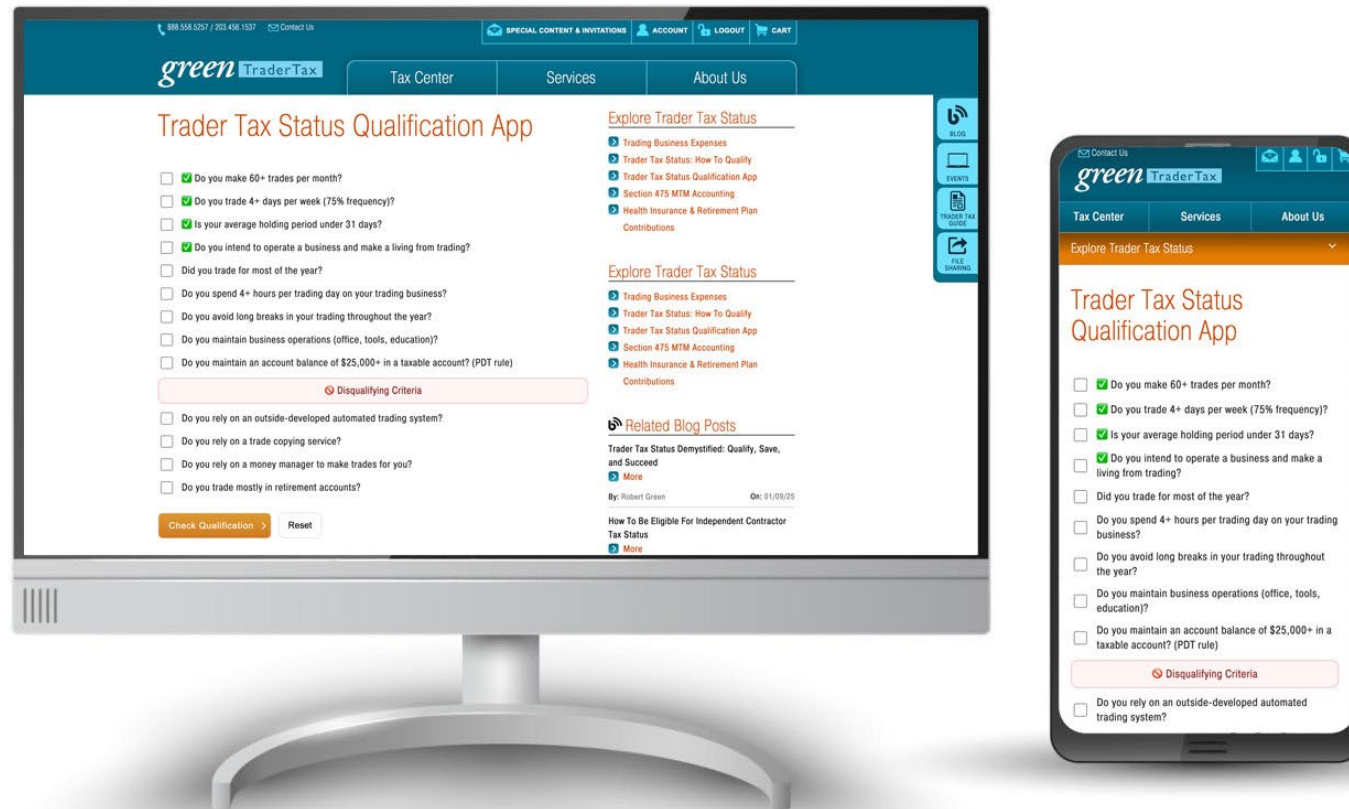 888.558.5257 / 203.456.1537 Contact Us
SPECIAL CONTENT & INVITATIONS ACCOUNT LOGOUT CART
green TraderTax
Tax Center Services About Us
Trader Tax Status Qualification App
Do you make 60+ trades per month?
Do you trade 4+ days per week (75% frequency)?
Is your average holding period under 31 days?
Do you intend to operate a business and make a living from trading?
Did you trade for most of the year?
Do you spend 4+ hours per trading day on your trading business?
Do you avoid long breaks in your trading throughout the year?
Do you maintain business operations (office, tools, education)?
Do you maintain an account balance of $25,000+ in a taxable account? (PDT rule)
Disqualifying Criteria
Do you rely on an outside-developed automated trading system?
Do you rely on a trade copying service?
Do you rely on a money manager to make trades for you?
Do you trade mostly in retirement accounts?
Check Qualification Reset
Explore Trader Tax Status
Trading Business Expenses
Trader Tax Status: How To Qualify
Trader Tax Status Qualification App
Section 475 MTM Accounting
Health Insurance & Retirement Plan
Contributions
Explore Trader Tax Status
Trading Business Expenses
Trader Tax Status: How To Qualify
Trader Tax Status Qualification App
Section 475 MTM Accounting
Health Insurance & Retirement Plan
Contributions
Related Blog Posts
Trader Tax Status Demystified: Qualify, Save,
and Succeed
More
By: Robert Green On: 01/09/25
How To Be Eligible For Independent Contractor
Tax Status
More
BLOG
EVENTS
TRADER TAX
GUIDE
FILE
SHARING
Contact Us
green TraderTax
Tax Center Services About Us
Explore Trader Tax Status
Trader Tax Status
Qualification App
Do you make 60+ trades per month?
Do you trade 4+ days per week (75% frequency)?
Is your average holding period under 31 days?
Do you intend to operate a business and make a
living from trading?
Did you trade for most of the year?
Do you spend 4+ hours per trading day on your trading
business?
Do you avoid long breaks in your trading throughout
the year?
Do you maintain business operations (office, tools,
education)?
Do you maintain an account balance of $25,000+ in a
taxable account? (PDT rule)
Disqualifying Criteria
Do you rely on an outside-developed automated
trading system?